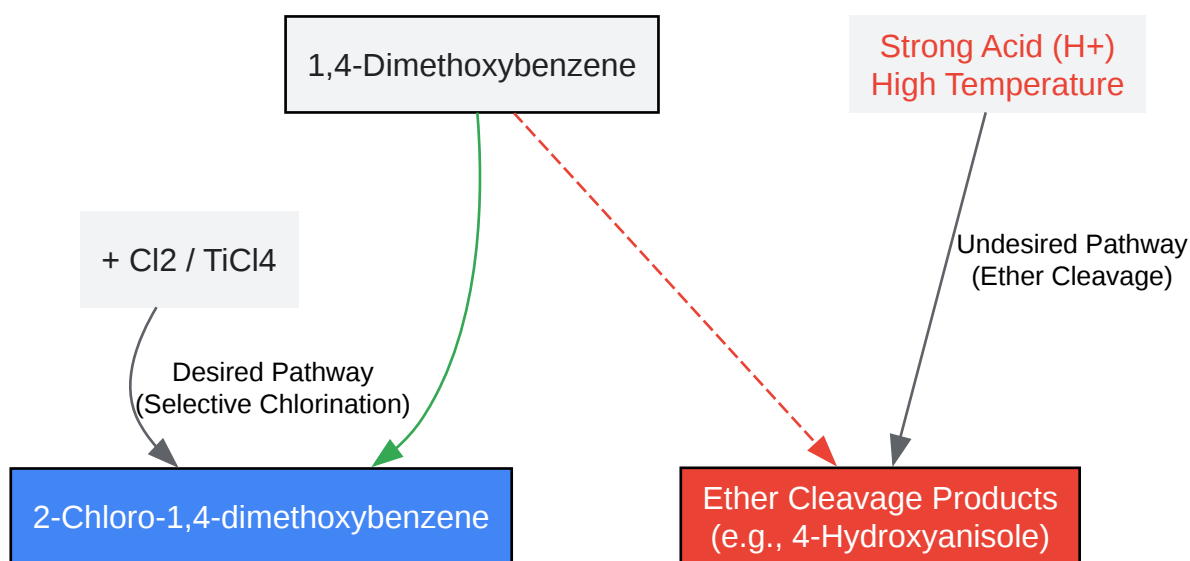 1,4-Dimethoxybenzene
Strong Acid (H+)
High Temperature
+ Cl2 / TiCl4
Undesired Pathway
(Ether Cleavage)
Desired Pathway
(Selective Chlorination)
2-Chloro-1,4-dimethoxybenzene
Ether Cleavage Products
(e.g., 4-Hydroxyanisole)